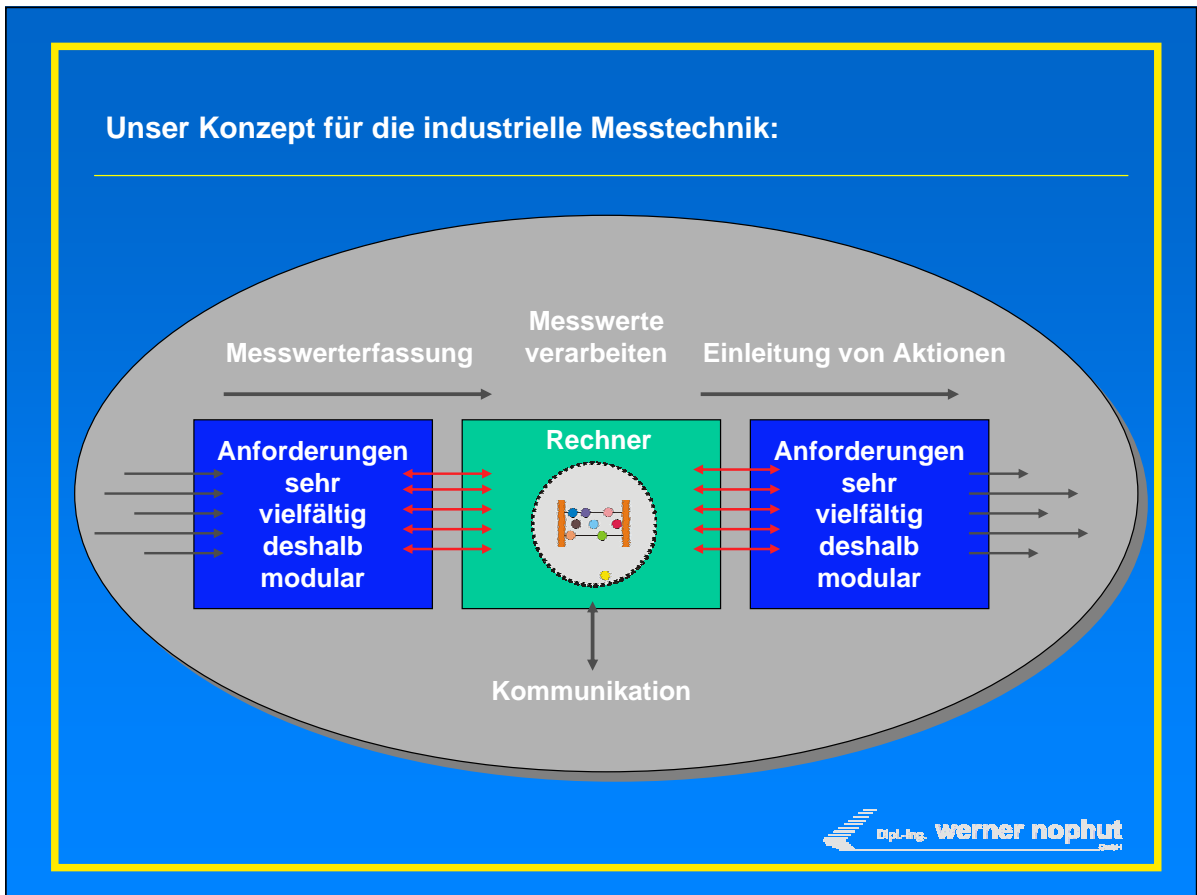 Unser Konzept für die industrielle Messtechnik:
Messwerterfassung
Messwerte
verarbeiten
Einleitung von Aktionen
Anforderungen
sehr
vielfältig
deshalb
modular
Rechner
Anforderungen
sehr
vielfältig
deshalb
modular
Kommunikation
Dipl.-Ing. werner nophut
GmbH